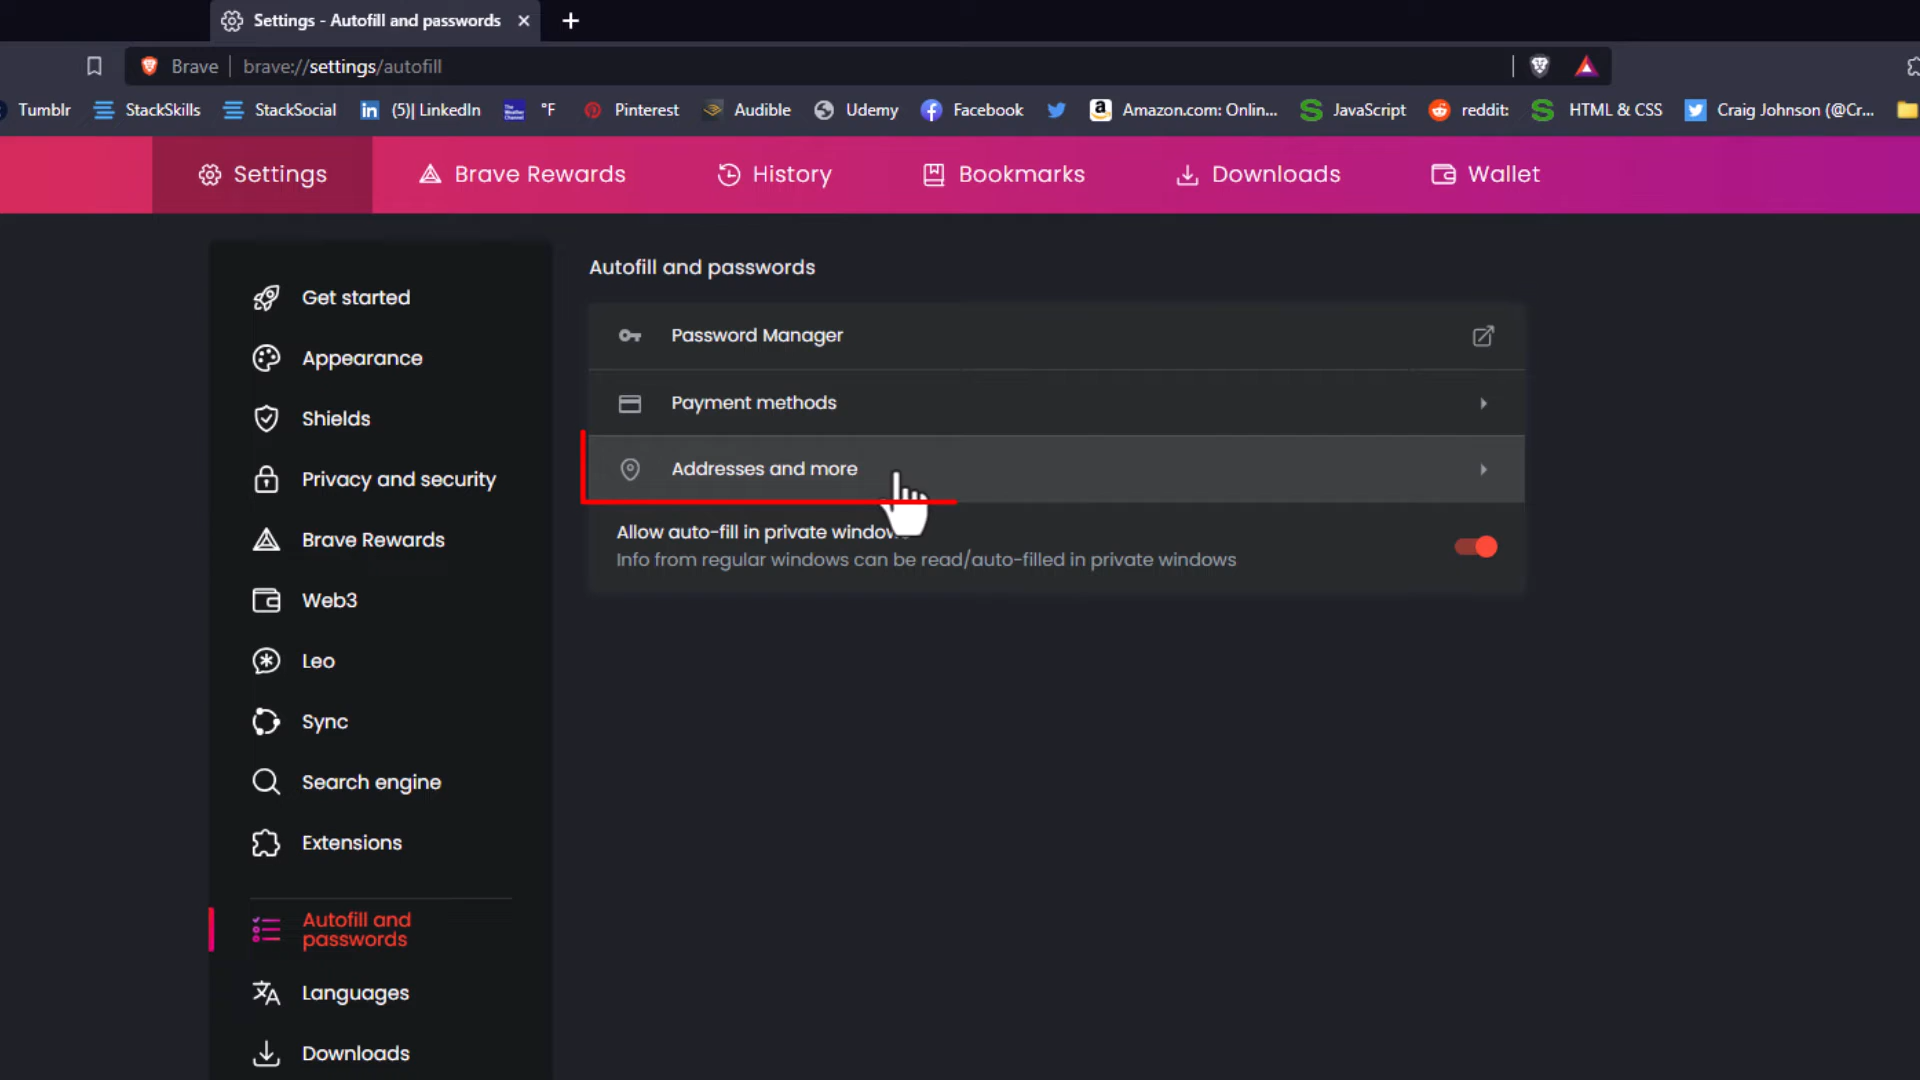 Settings - Autofill and passwords
Brave | brave://settings/autofill
Tumblr StackSkills StackSocial (5)| LinkedIn °F Pinterest Audible Udemy Facebook Amazon.com: Onlin... JavaScript reddit: HTML & CSS Craig Johnson (@Cr...
Settings Brave Rewards History Bookmarks Downloads Wallet
Get started
Appearance
Shields
Privacy and security
Brave Rewards
Web3
Leo
Sync
Search engine
Extensions
Autofill and
passwords
Languages
Downloads
Autofill and passwords
Password Manager
Payment methods
Addresses and more
Allow auto-fill in private windows
Info from regular windows can be read/auto-filled in private windows